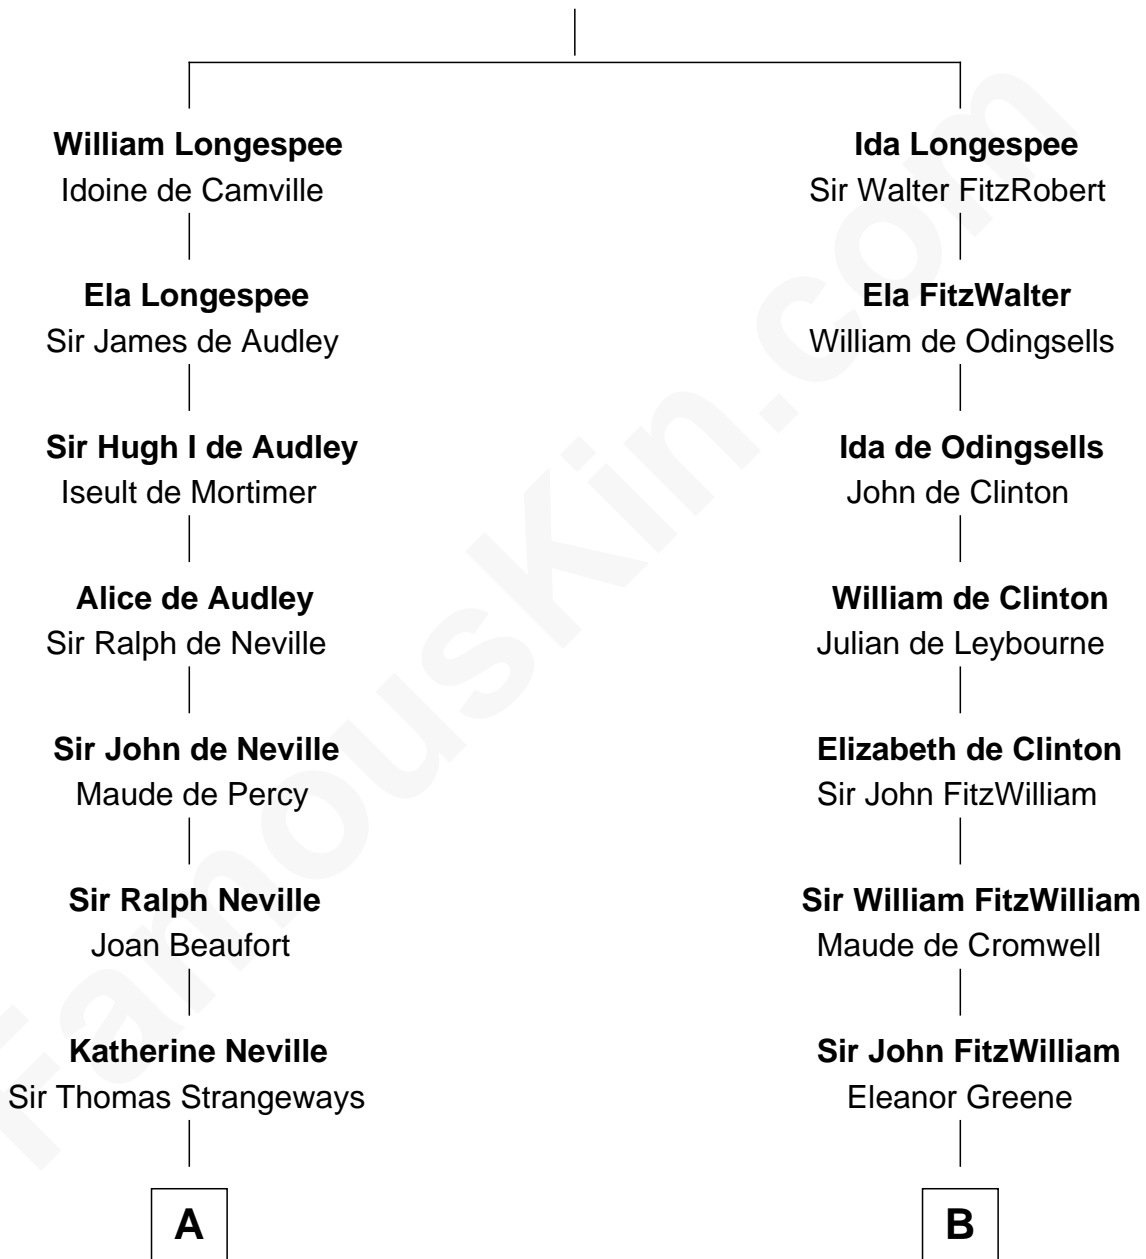 William Longespee
Idoine de Camville
Ela Longespee
Sir James de Audley
Sir Hugh I de Audley
Iseult de Mortimer
Alice de Audley
Sir Ralph de Neville
Sir John de Neville
Maude de Percy
Sir Ralph Neville
Joan Beaufort
Katherine Neville
Sir Thomas Strangeways
A
Ida Longespee
Sir Walter FitzRobert
Ela FitzWalter
William de Odingsells
Ida de Odingsells
John de Clinton
William de Clinton
Julian de Leybourne
Elizabeth de Clinton
Sir John FitzWilliam
Sir William FitzWilliam
Maude de Cromwell
Sir John FitzWilliam
Eleanor Greene
B
FamousKin.com